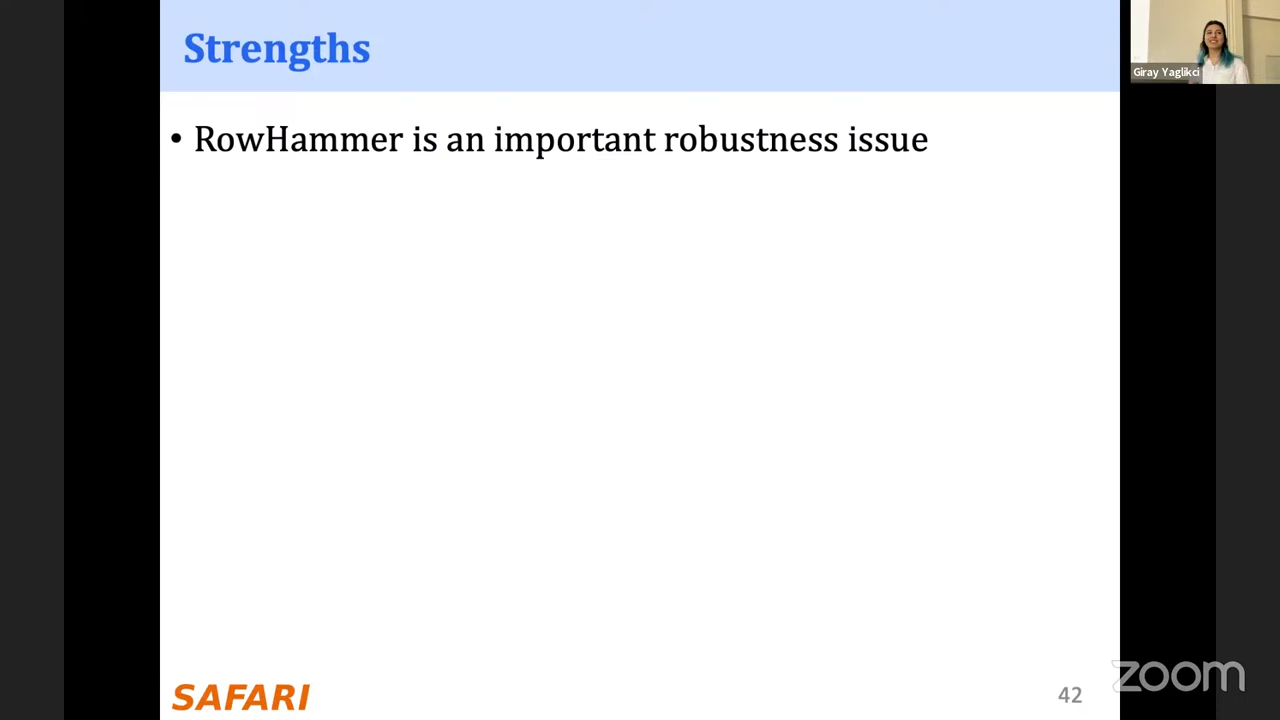 Strengths
Giray Yaglikci
• RowHammer is an important robustness issue
SAFARI
42
zoom